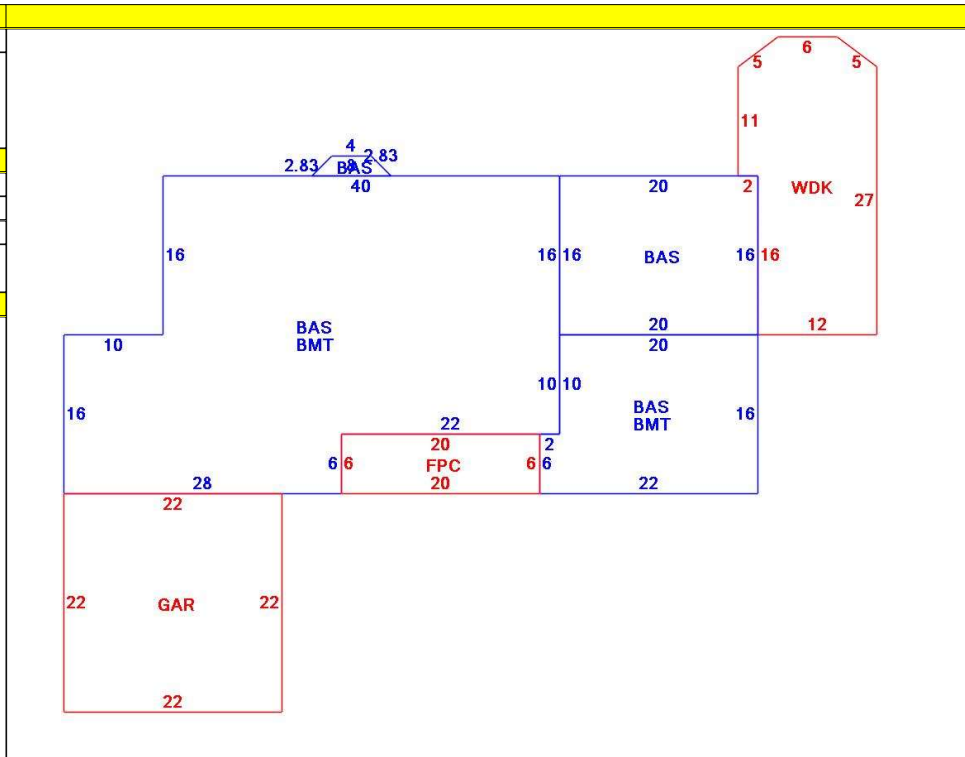 6
5 5
11
4
2.83 2.83
8
BAS
40 20 2
WDK
27
16 16 16 16 16
BAS
20 12
10 20
BAS
BMT
10 10
BAS
BMT
16 16
22
20 2
6 6 FPC 6 6
28 20 22
22
22 GAR 22
22